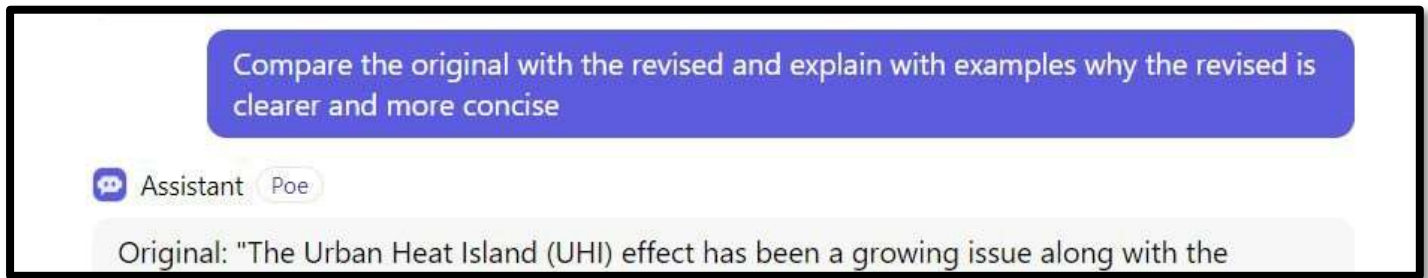 Compare the original with the revised and explain with examples why the revised is
clearer and more concise
Assistant Poe
Original: "The Urban Heat Island (UHI) effect has been a growing issue along with the